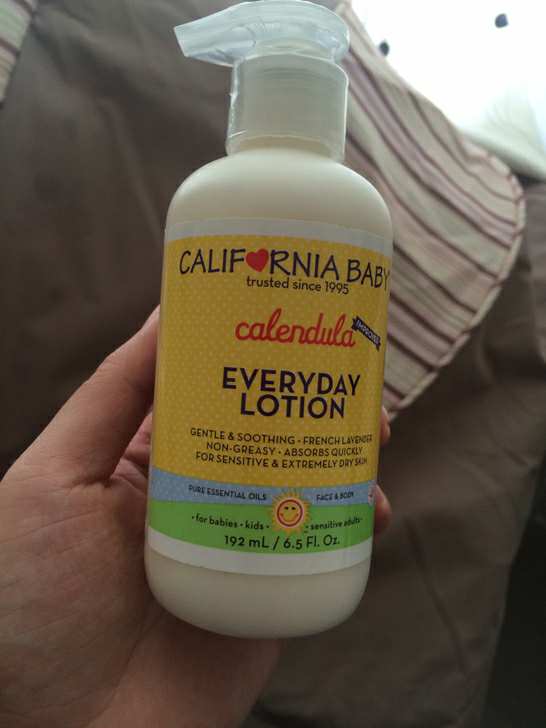 CALIFORNIA BABY
trusted since 1995
calendula
IMPROVED
EVERYDAY
LOTION
GENTLE & SOOTHING • FRENCH LAVENDER
NON-GREASY • ABSORBS QUICKLY
FOR SENSITIVE & EXTREMELY DRY SKIN
PURE ESSENTIAL OILS FACE & BODY
• for babies • kids • sensitive adults •
192 mL / 6.5 Fl. Oz.